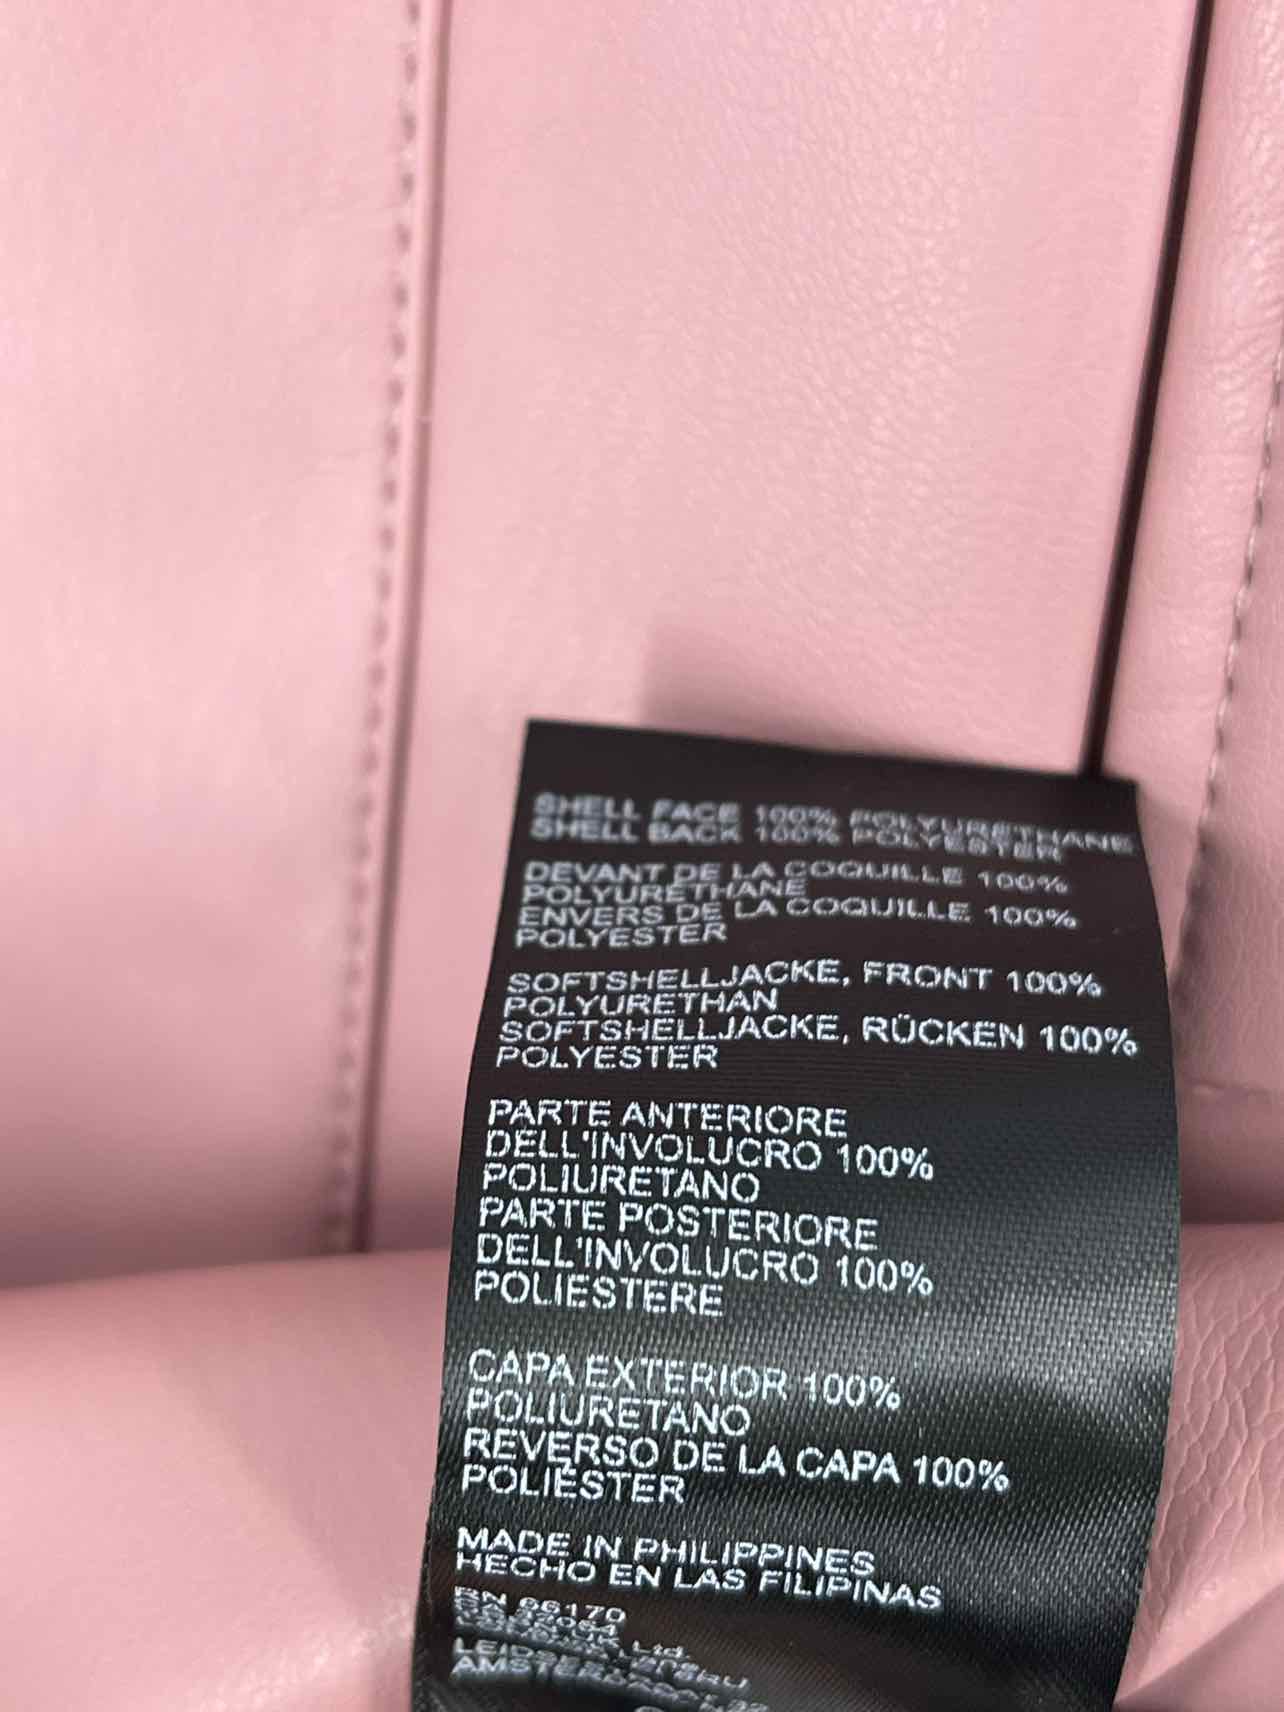 SHELL FACE 100% POLYURETHANE
SHELL BACK 100% POLYESTER
DEVANT DE LA COQUILLE 100%
POLYURÉTHANE
ENVERS DE LA COQUILLE 100%
POLYESTER
SOFTSHELLJACKE, FRONT 100%
POLYURETHAN
SOFTSHELLJACKE, RÜCKEN 100%
POLYESTER
PARTE ANTERIORE
DELL'INVOLUCRO 100%
POLIURETANO
PARTE POSTERIORE
DELL'INVOLUCRO 100%
POLIESTERE
CAPA EXTERIOR 100%
POLIURETANO
REVERSO DE LA CAPA 100%
POLIÉSTER
MADE IN PHILIPPINES
HECHO EN LAS FILIPINAS
RN 66170
Ltd.